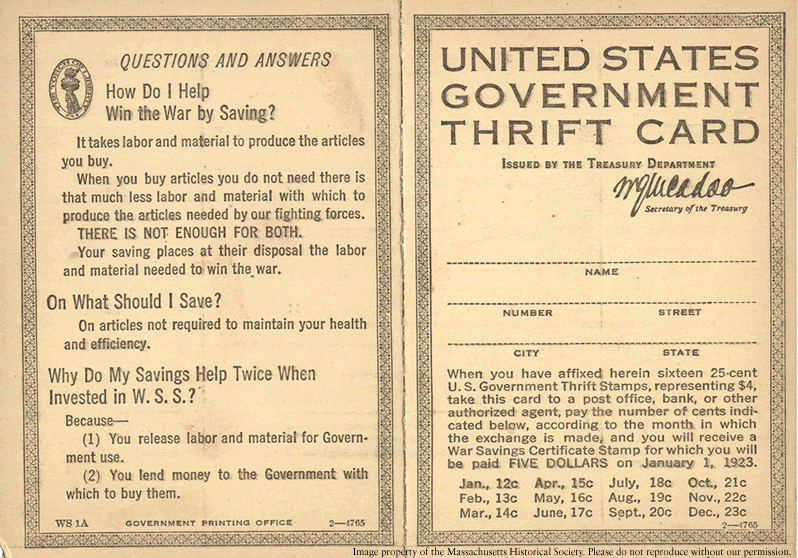 QUESTIONS AND ANSWERS
How Do I Help
Win the War by Saving?
It takes labor and material to produce the articles
you buy.
When you buy articles you do not need there is
that much less labor and material with which to
produce the articles needed by our fighting forces.
THERE IS NOT ENOUGH FOR BOTH.
Your saving places at their disposal the labor
and material needed to win the war.
On What Should I Save?
On articles not required to maintain your health
and efficiency.
Why Do My Savings Help Twice When
Invested in W. S. S.?
Because—
(1) You release labor and material for Govern-
ment use.
(2) You lend money to the Government with
which to buy them.
WS 1A GOVERNMENT PRINTING OFFICE 2—4765
UNITED STATES
GOVERNMENT
THRIFT CARD
ISSUED BY THE TREASURY DEPARTMENT
W G McAdoo
Secretary of the Treasury
NAME
NUMBER STREET
CITY STATE
When you have affixed herein sixteen 25-cent
U. S. Government Thrift Stamps, representing $4,
take this card to a post office, bank, or other
authorized agent, pay the number of cents indi-
cated below, according to the month in which
the exchange is made, and you will receive a
War Savings Certificate Stamp for which you will
be paid FIVE DOLLARS on January 1, 1923.
Jan., 12c Apr., 15c July, 18c Oct., 21c
Feb., 13c May, 16c Aug., 19c Nov., 22c
Mar., 14c June, 17c Sept., 20c Dec., 23c
2—4765
Image property of the Massachusetts Historical Society. Please do not reproduce without our permission.